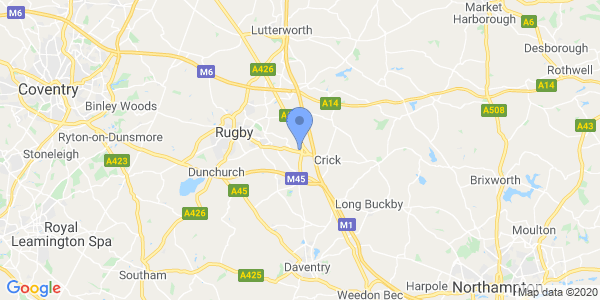 M6
Lutterworth
Market
Harborough
A6
Desborough
Rothwell
A426
M6
A14
A14
Coventry
Binley Woods
A508
A43
Rugby
Ryton-on-Dunsmore
Stoneleigh
A423
Crick
Dunchurch
M45
Brixworth
A45
A426
Long Buckby
Royal
Leamington Spa
M1
Moulton
Southam
A425
Daventry
Harpole
Northampton
Weedon Bec
Google
Map data ©2020